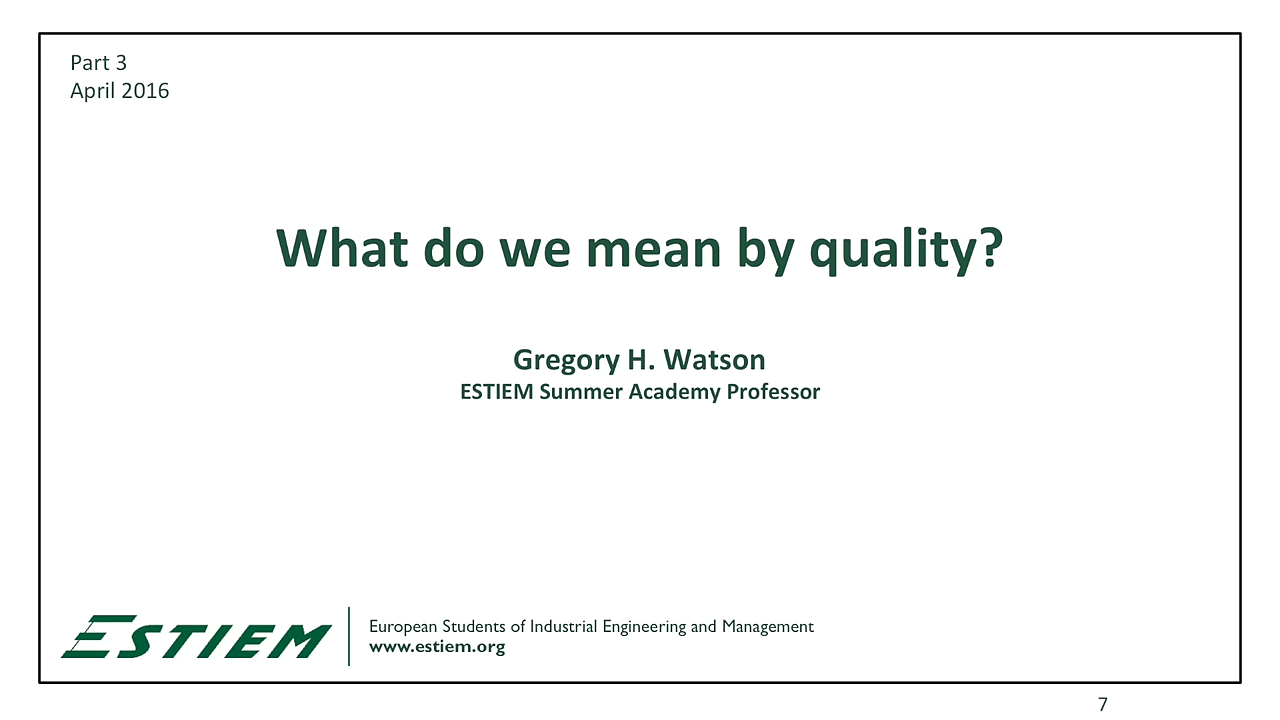 Part 3
April 2016
What do we mean by quality?
Gregory H. Watson
ESTIEM Summer Academy Professor
ESTIEM
European Students of Industrial Engineering and Management
www.estiem.org
7